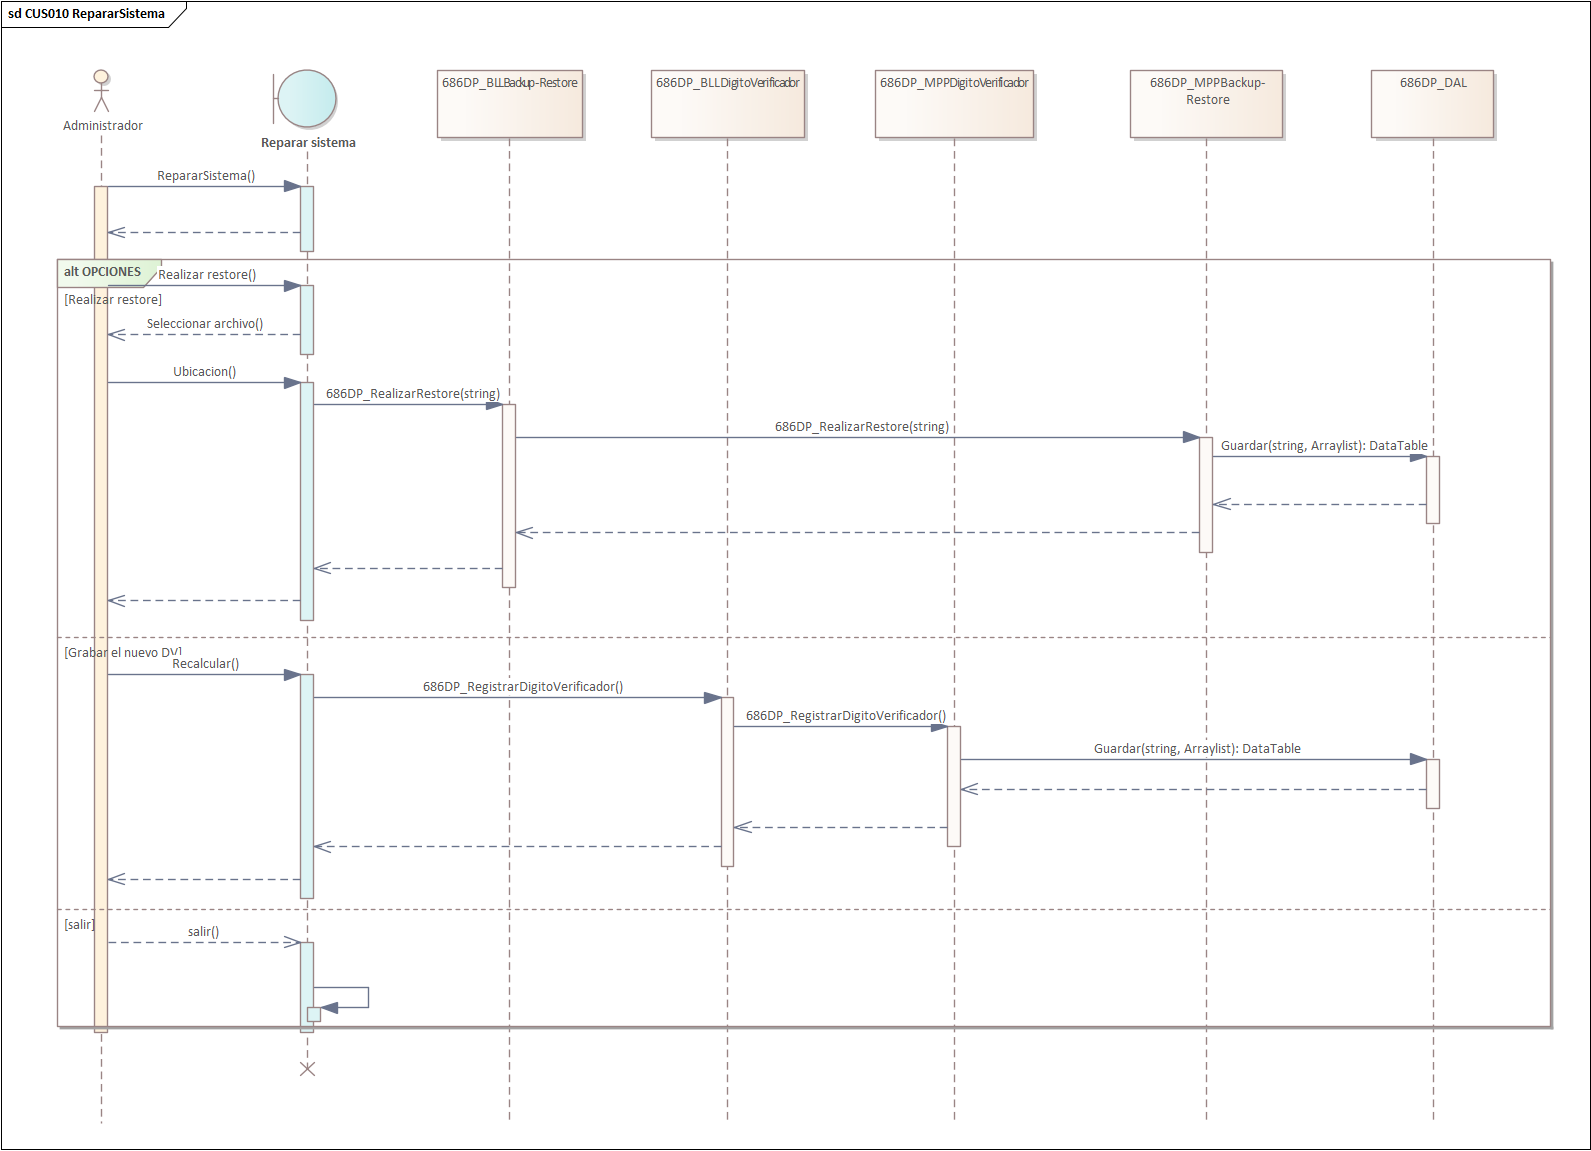 sd CUS010 RepararSistema
Administrador
Reparar sistema
686DP_BLLBackup-Restore
686DP_BLLDigitoVerificador
686DP_MPPDigitoVerificador
686DP_MPPBackup-
Restore
686DP_DAL
RepararSistema()
alt OPCIONES
Realizar restore()
[Realizar restore]
Seleccionar archivo()
Ubicacion()
686DP_RealizarRestore(string)
686DP_RealizarRestore(string)
Guardar(string, Arraylist): DataTable
[Grabar el nuevo DV]
Recalcular()
686DP_RegistrarDigitoVerificador()
686DP_RegistrarDigitoVerificador()
Guardar(string, Arraylist): DataTable
[salir]
salir()